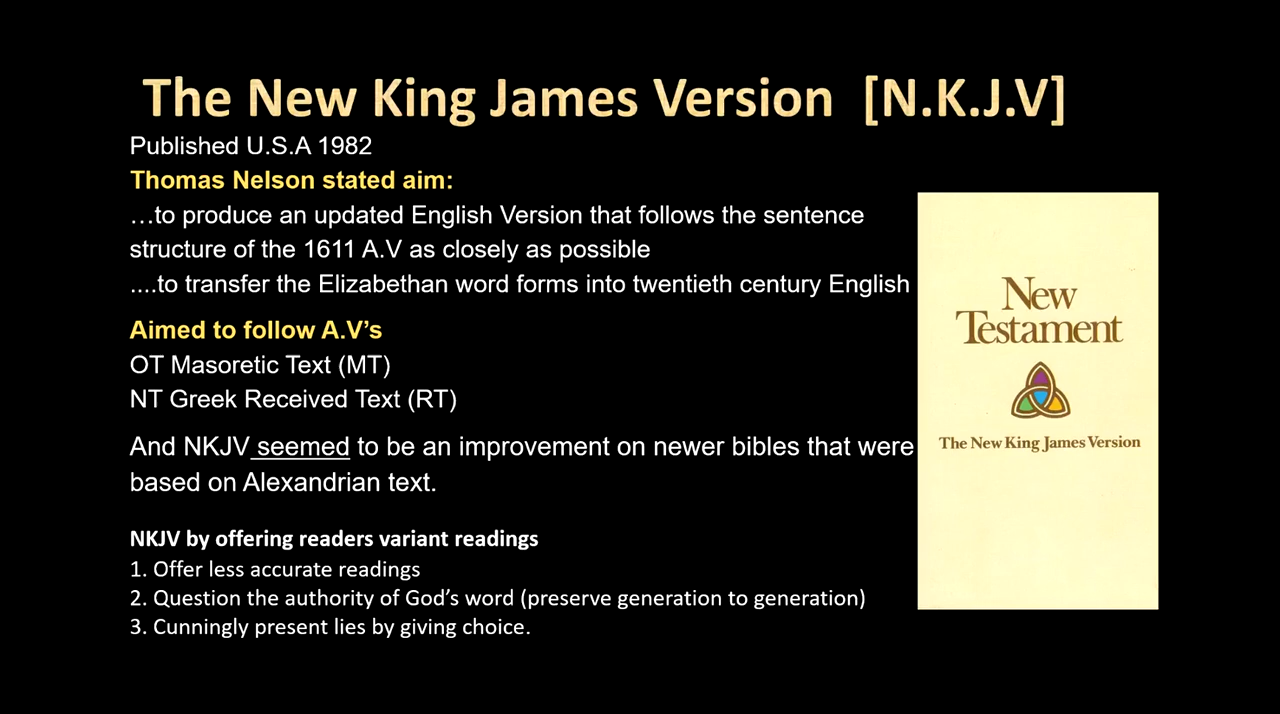 The New King James Version [N.K.J.V]
Published U.S.A 1982
Thomas Nelson stated aim:
…to produce an updated English Version that follows the sentence
structure of the 1611 A.V as closely as possible
....to transfer the Elizabethan word forms into twentieth century English
Aimed to follow A.V’s
OT Masoretic Text (MT)
NT Greek Received Text (RT)
And NKJV seemed to be an improvement on newer bibles that were
based on Alexandrian text.
NKJV by offering readers variant readings
1. Offer less accurate readings
2. Question the authority of God’s word (preserve generation to generation)
3. Cunningly present lies by giving choice.
New
Testament
The New King James Version